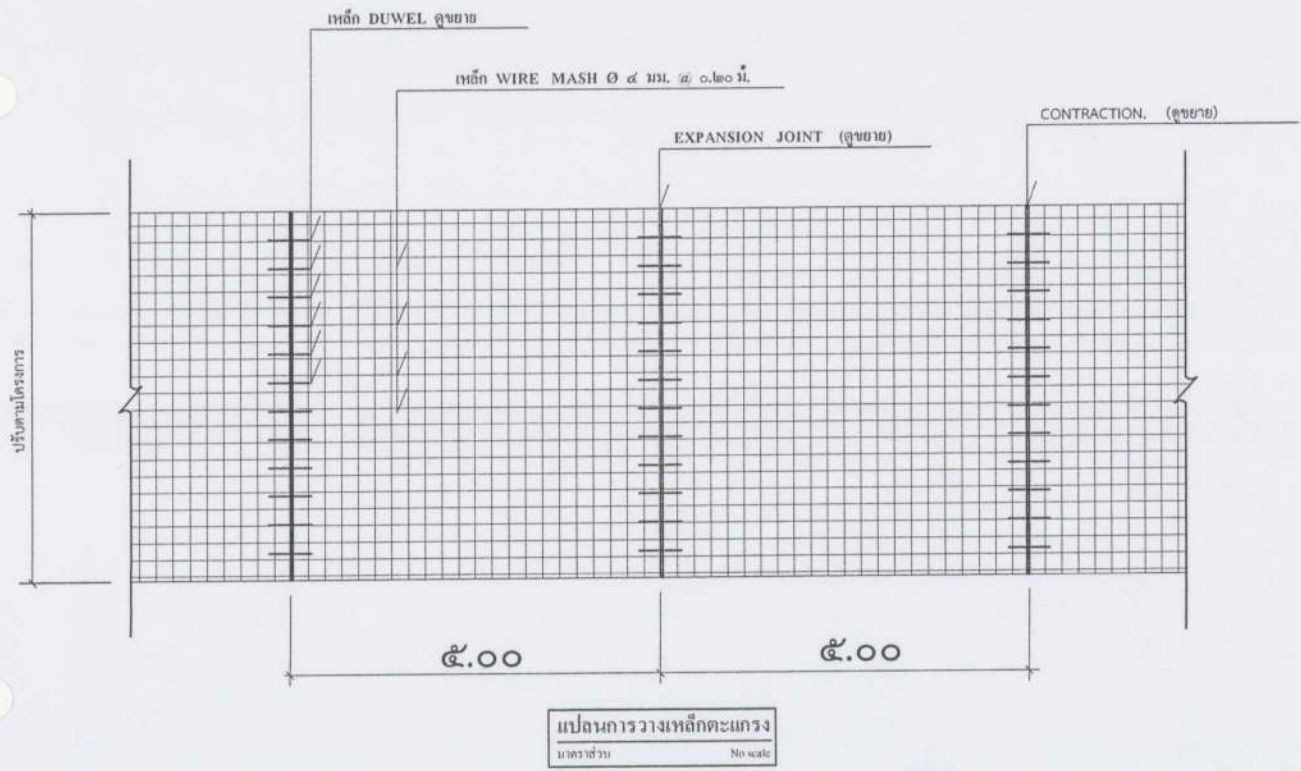 เหล็ก DUWEL ดูขยาย
เหล็ก WIRE MASH Ø ๔ มม. @ ๐.๒๐ ม.
CONTRACTION. (ดูขยาย)
EXPANSION JOINT (ดูขยาย)
ปรับตามโครงการ
๕.๐๐
๕.๐๐
แปลนการวางเหล็กตะแกรง
มาตราส่วน No scale